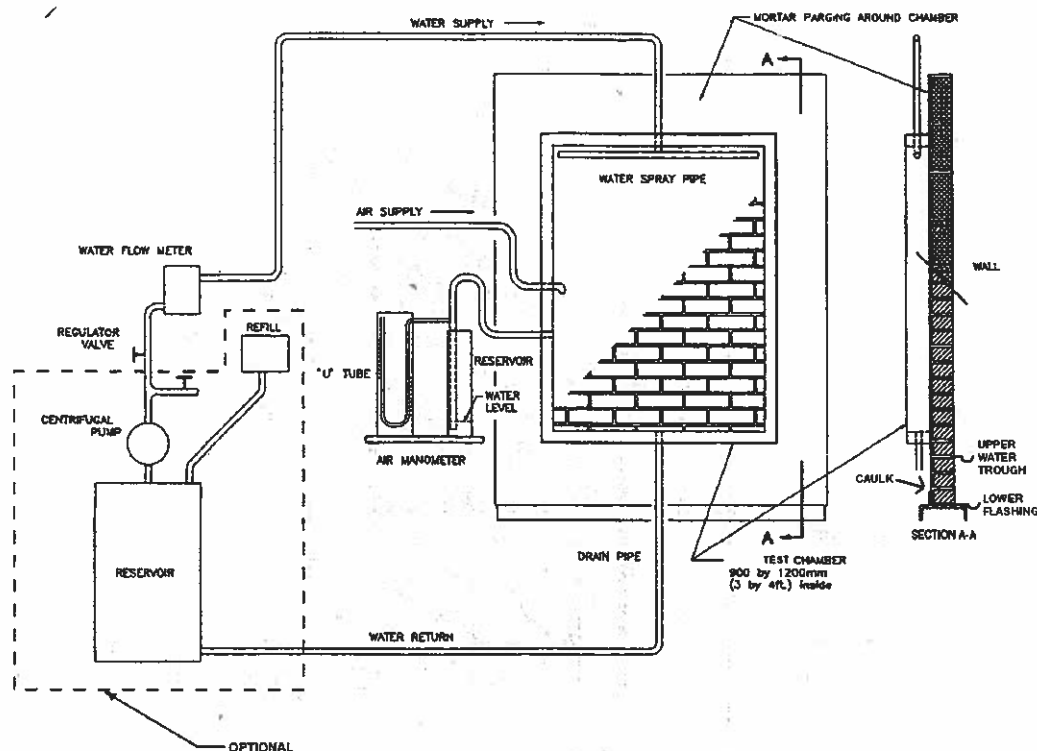 WATER SUPPLY
MORTAR PARGING AROUND CHAMBER
A
WATER SPRAY PIPE
AIR SUPPLY
WATER FLOW METER
WALL
REGULATOR
VALVE
REFILL
"U" TUBE
RESERVOIR
WATER
LEVEL
CENTRIFUGAL
PUMP
AIR MANOMETER
UPPER
WATER
TROUGH
CAULK
LOWER
FLASHING
SECTION A-A
A
DRAIN PIPE
TEST CHAMBER
900 by 1200mm
(3 by 4ft.) Inside
RESERVOIR
WATER RETURN
OPTIONAL